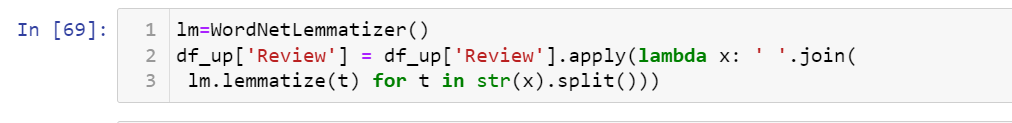 In [69]:
1 lm=WordNetLemmatizer()
2 df_up['Review'] = df_up['Review'].apply(lambda x: ' '.join(
3  lm.lemmatize(t) for t in str(x).split()))